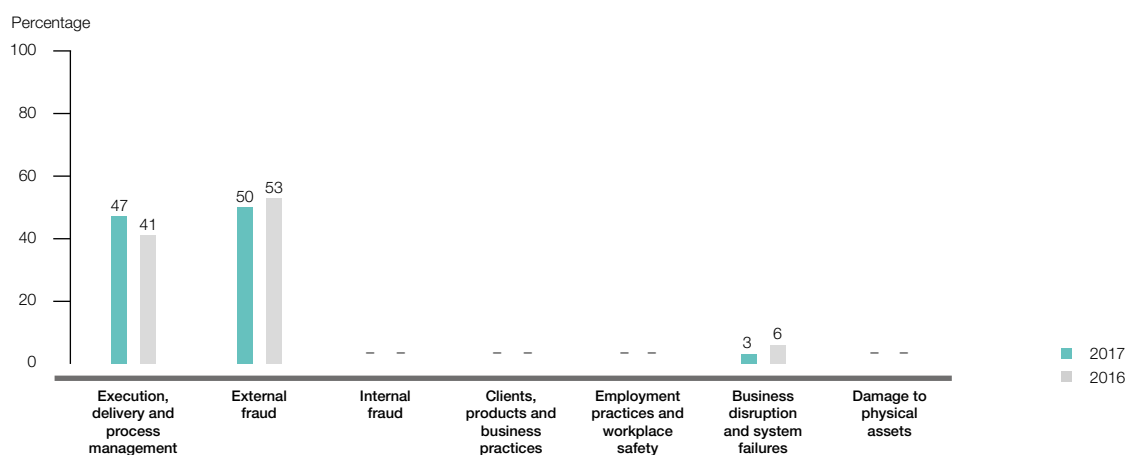 Percentage
100
80
60
40
20
0
47
41
50
53
– –
– –
– –
3
6
– –
Execution,
delivery and
process
management
External
fraud
Internal
fraud
Clients,
products and
business
practices
Employment
practices and
workplace
safety
Business
disruption
and system
failures
Damage to
physical
assets
2017
2016